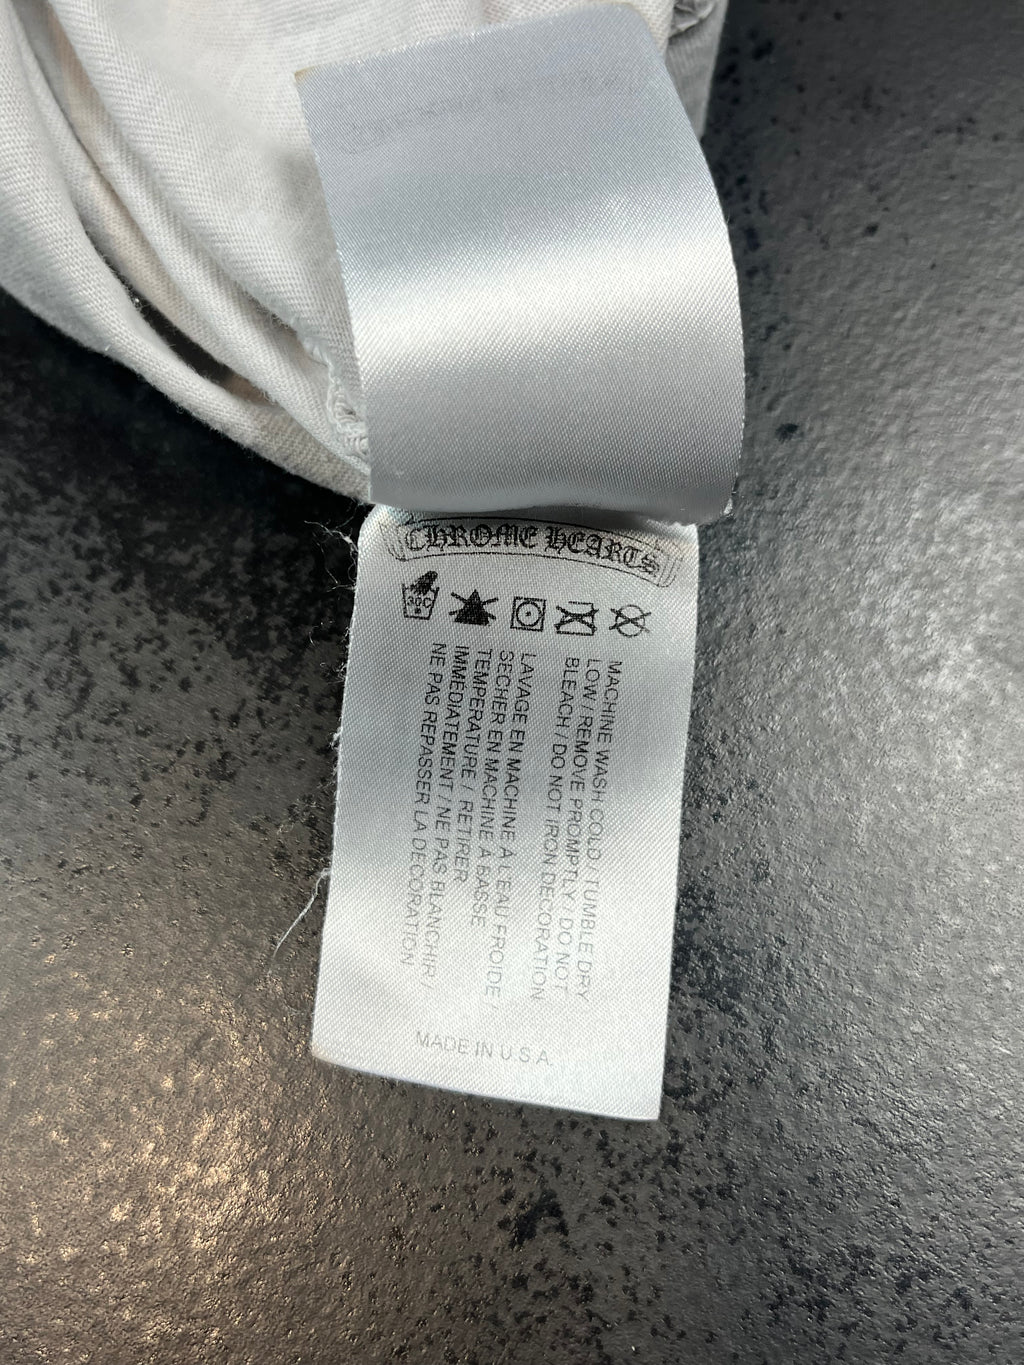 CHROME HEARTS
30C
MACHINE WASH COLD / TUMBLE DRY
LOW / REMOVE PROMPTLY / DO NOT
BLEACH / DO NOT IRON DECORATION
LAVAGE EN MACHINE A L'EAU FROIDE /
SECHER EN MACHINE À BASSE
TEMPERATURE / RETIRER
IMMEDIATEMENT / NE PAS BLANCHIR /
NE PAS REPASSER LA DECORATION
MADE IN U.S.A.